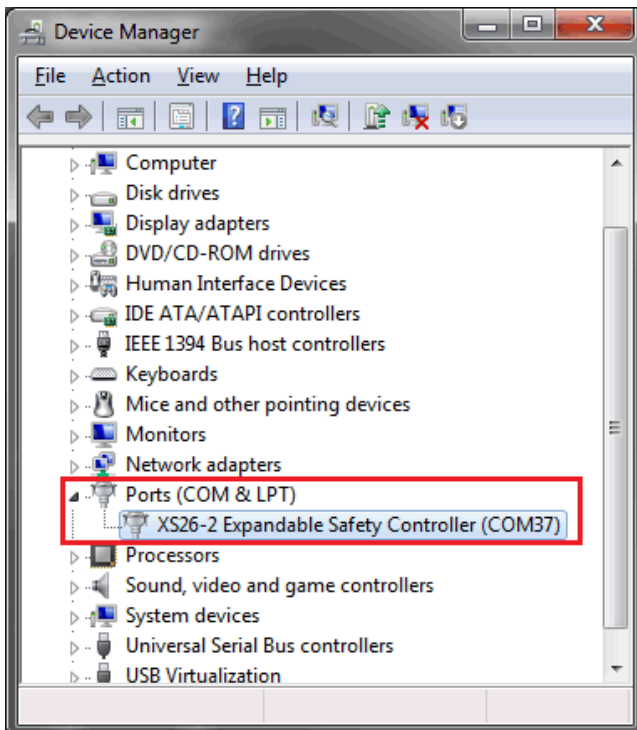 Device Manager
File Action View Help
Computer
Disk drives
Display adapters
DVD/CD-ROM drives
Human Interface Devices
IDE ATA/ATAPI controllers
IEEE 1394 Bus host controllers
Keyboards
Mice and other pointing devices
Monitors
Network adapters
Ports (COM & LPT)
XS26-2 Expandable Safety Controller (COM37)
Processors
Sound, video and game controllers
System devices
Universal Serial Bus controllers
USB Virtualization